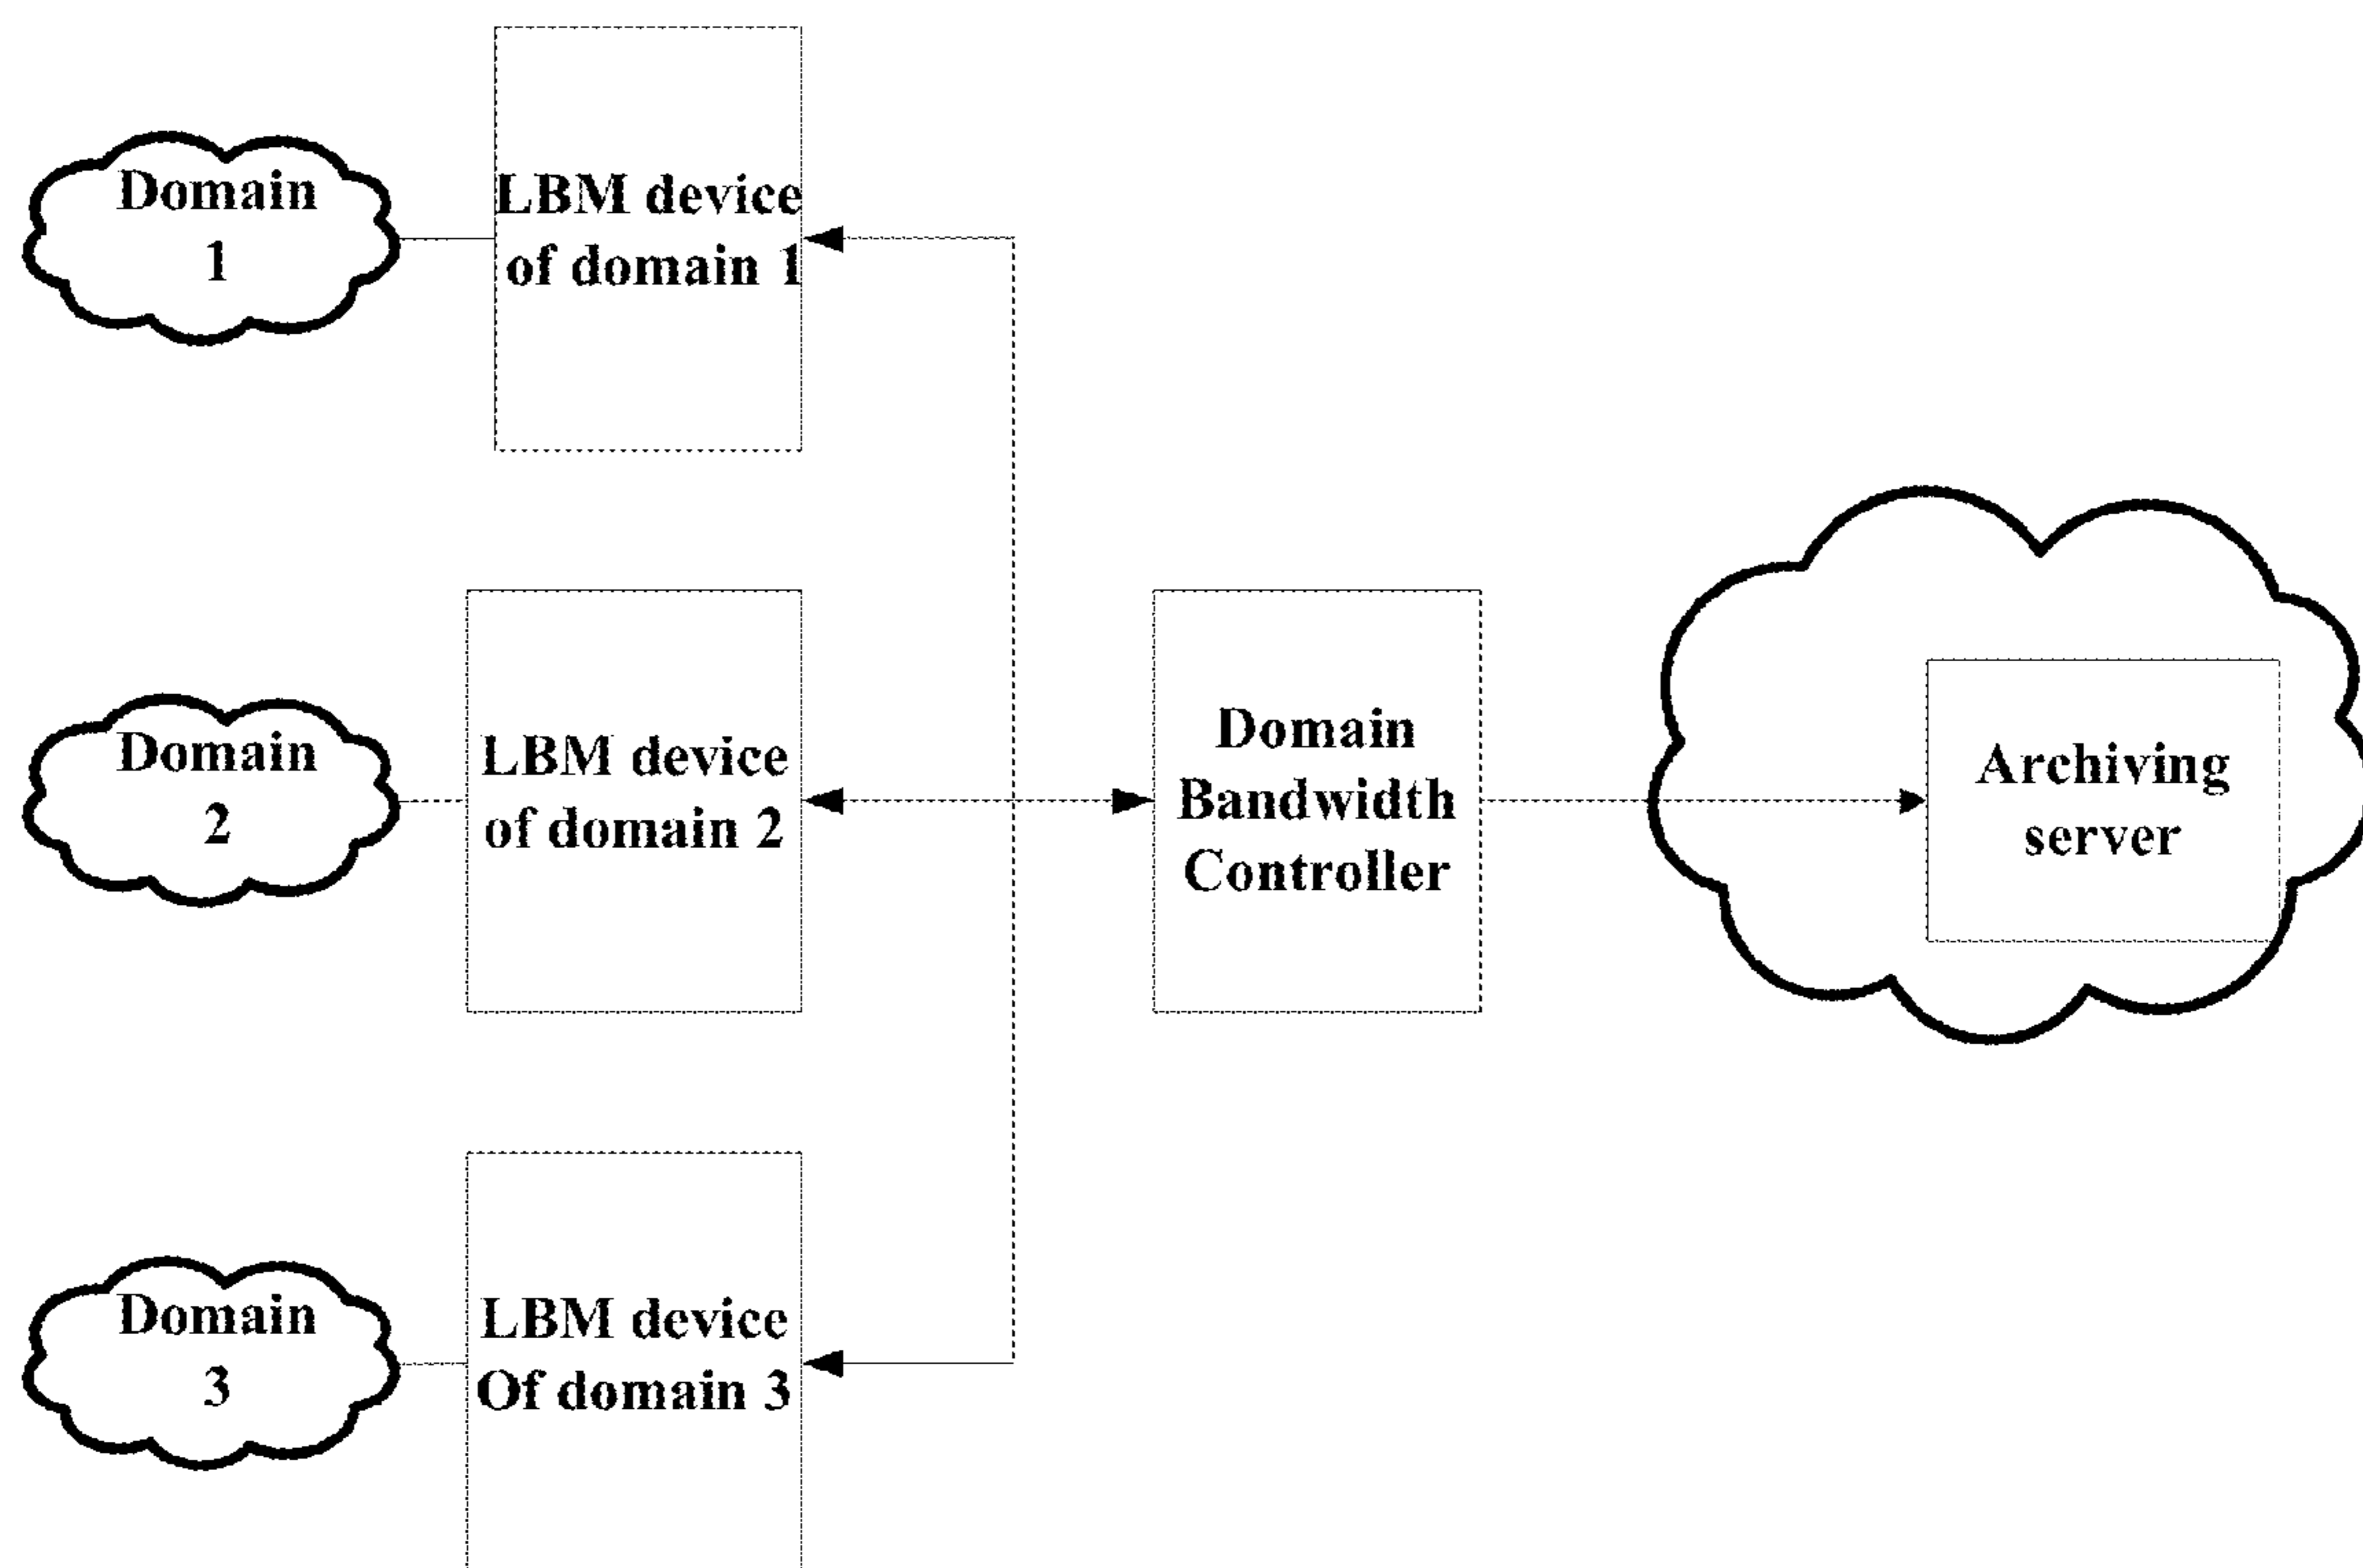 Domain
1
LBM device
of domain 1
Domain
2
LBM device
of domain 2
Domain
Bandwidth
Controller
Archiving
server
Domain
3
LBM device
Of domain 3